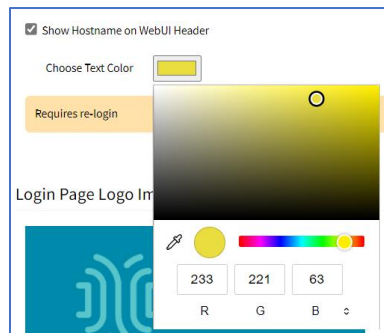 Show Hostname on WebUI Header
Choose Text Color
Requires re-login
Login Page Logo Im
233 221 63
R G B